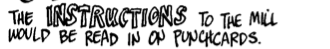 THE INSTRUCTIONS TO THE MILL
WOULD BE READ IN ON PUNCHCARDS.